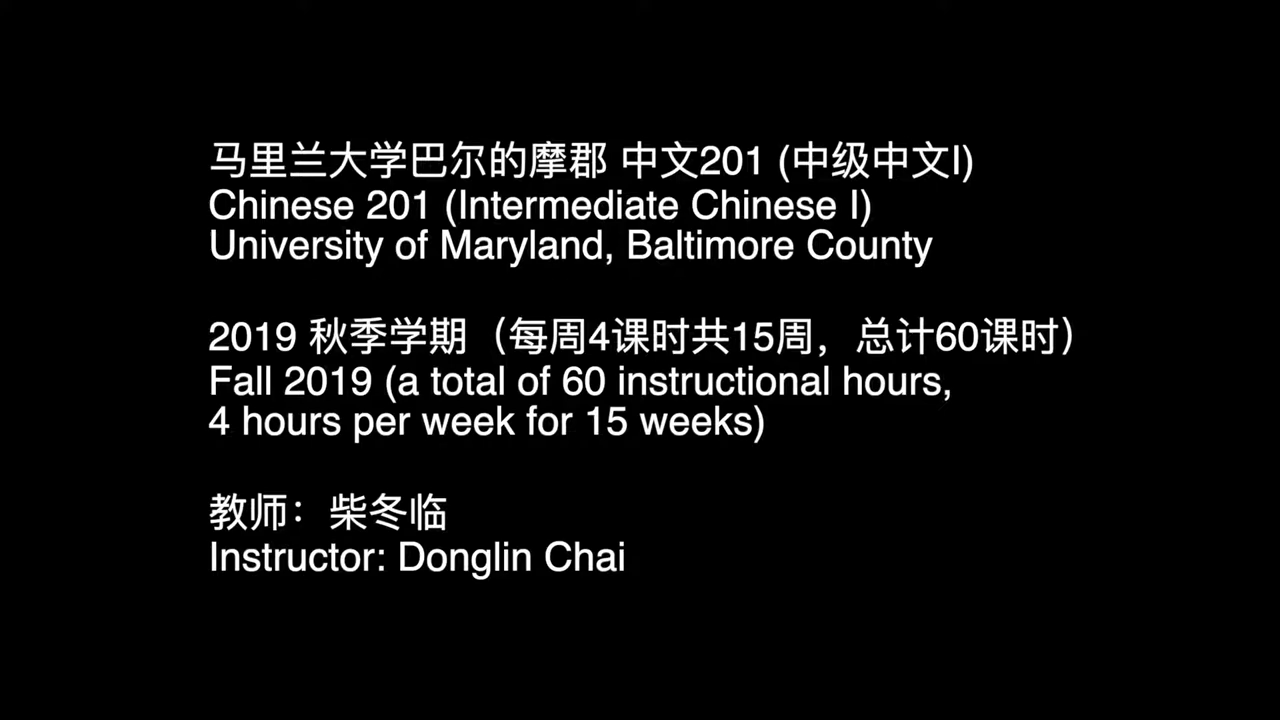 马里兰大学巴尔的摩郡 中文201 (中级中文I)
Chinese 201 (Intermediate Chinese I)
University of Maryland, Baltimore County
2019 秋季学期（每周4课时共15周，总计60课时）
Fall 2019 (a total of 60 instructional hours,
4 hours per week for 15 weeks)
教师：柴冬临
Instructor: Donglin Chai